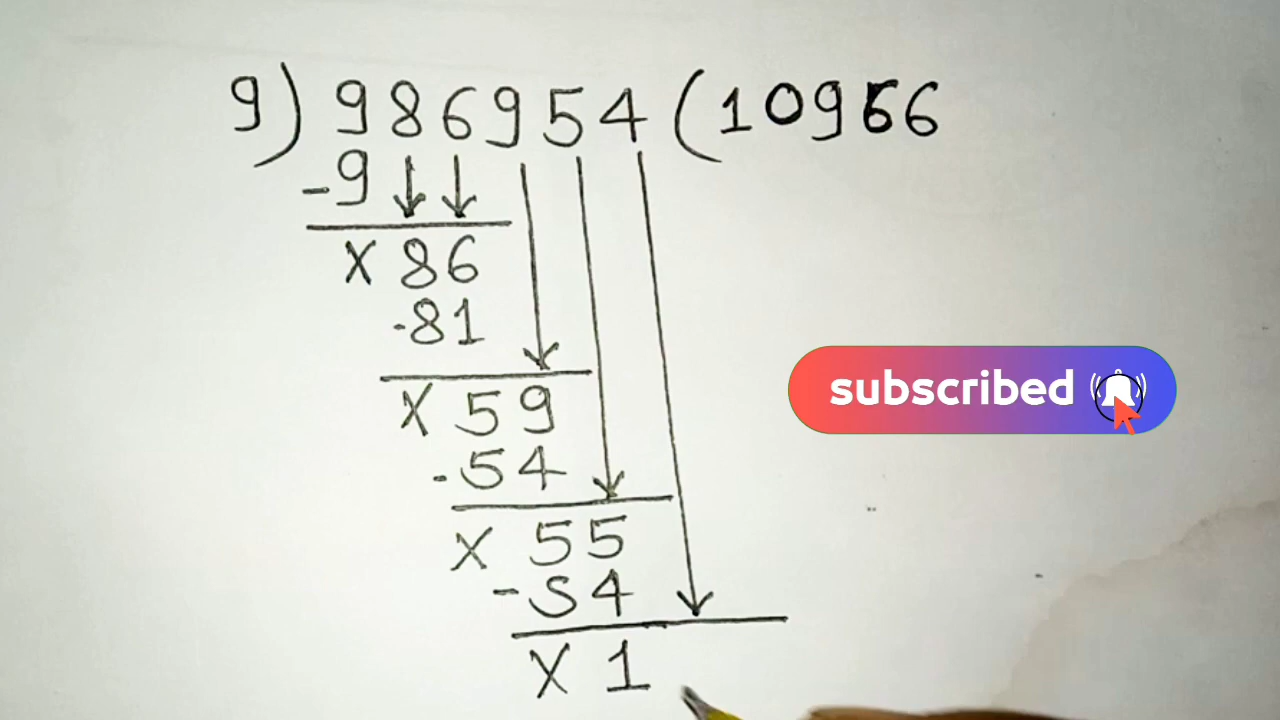 9) 986954 (10966
-9
x 86
-81
x 59
-54
x 55
-54
x 1
subscribed